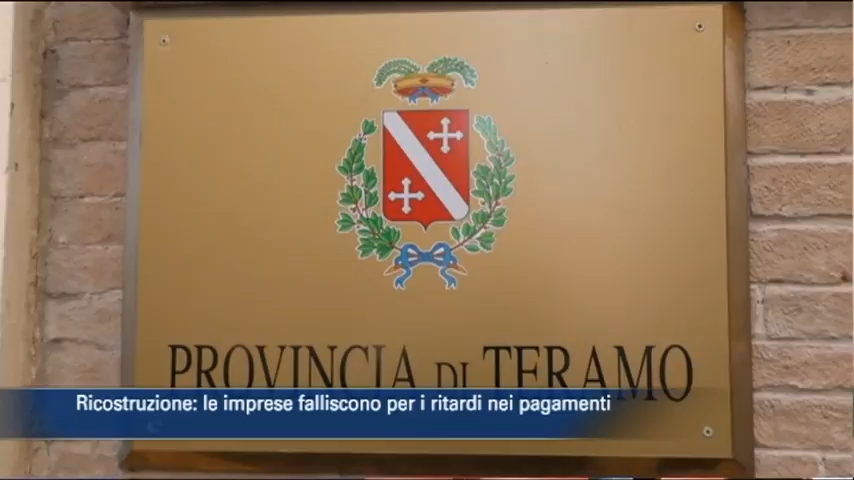 PROVINCIA DI TERAMO
Ricostruzione: le imprese falliscono per i ritardi nei pagamenti